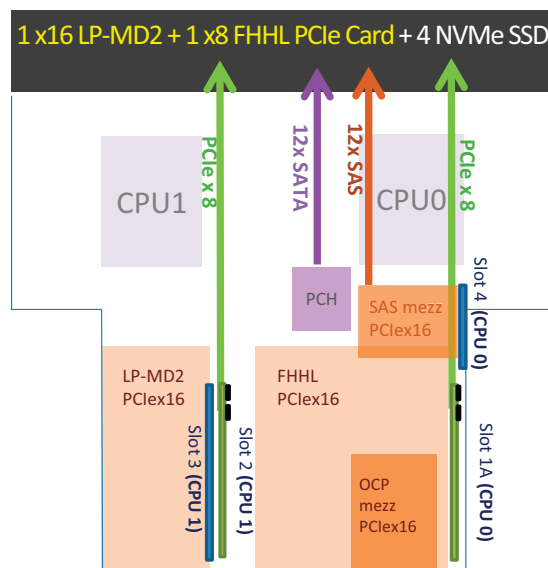 1 x16 LP-MD2 + 1 x8 FHHL PCIe Card + 4 NVMe SSD
PCIe x 8
12x SATA
12x SAS
PCIe x 8
CPU1
CPU0
PCH
SAS mezz
PCIex16
Slot 4 (CPU 0)
LP-MD2
PCIex16
FHHL
PCIex16
Slot 3 (CPU 1)
Slot 2 (CPU 1)
OCP
mezz
PCIex16
Slot 1A (CPU 0)